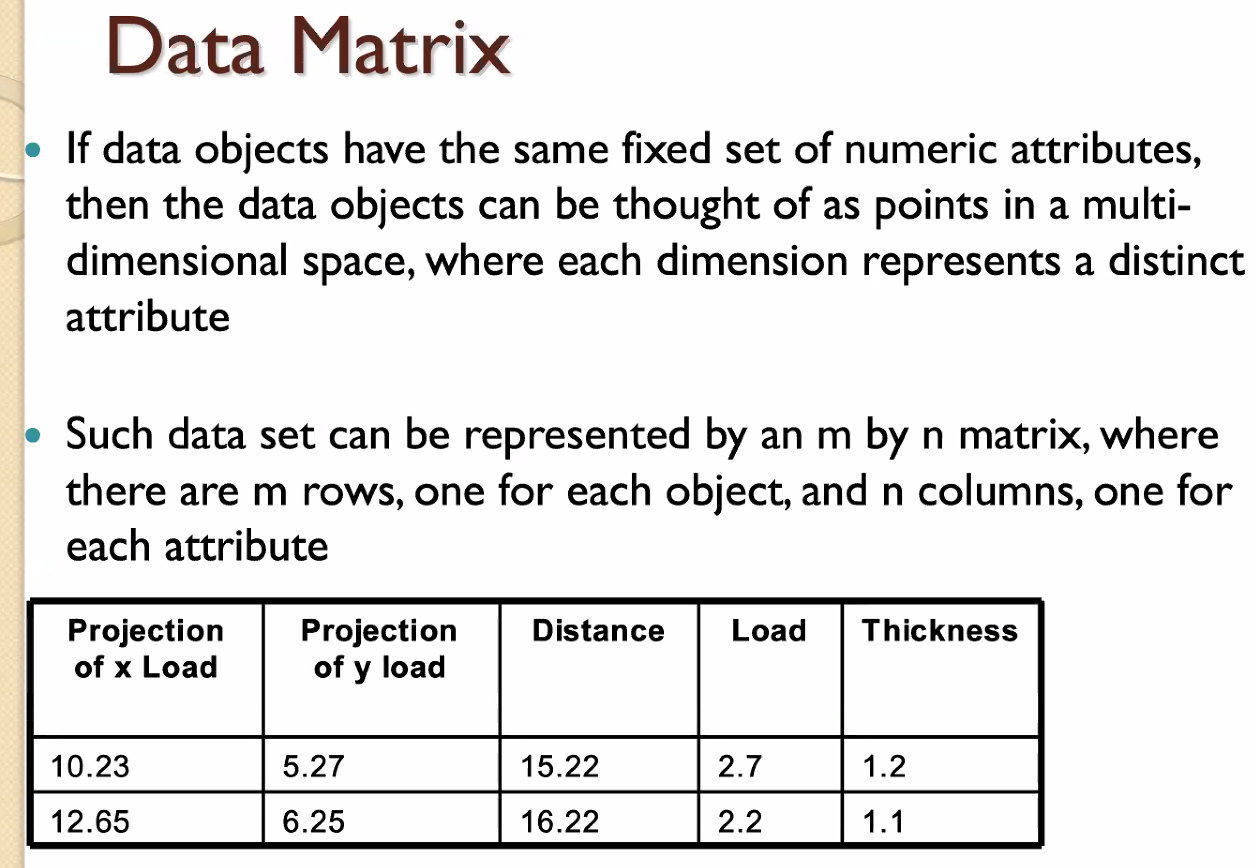 Data Matrix
• If data objects have the same fixed set of numeric attributes,
then the data objects can be thought of as points in a multi-
dimensional space, where each dimension represents a distinct
attribute
• Such data set can be represented by an m by n matrix, where
there are m rows, one for each object, and n columns, one for
each attribute
Projection of x Load Projection of y load Distance Load Thickness
10.23 5.27 15.22 2.7 1.2
12.65 6.25 16.22 2.2 1.1